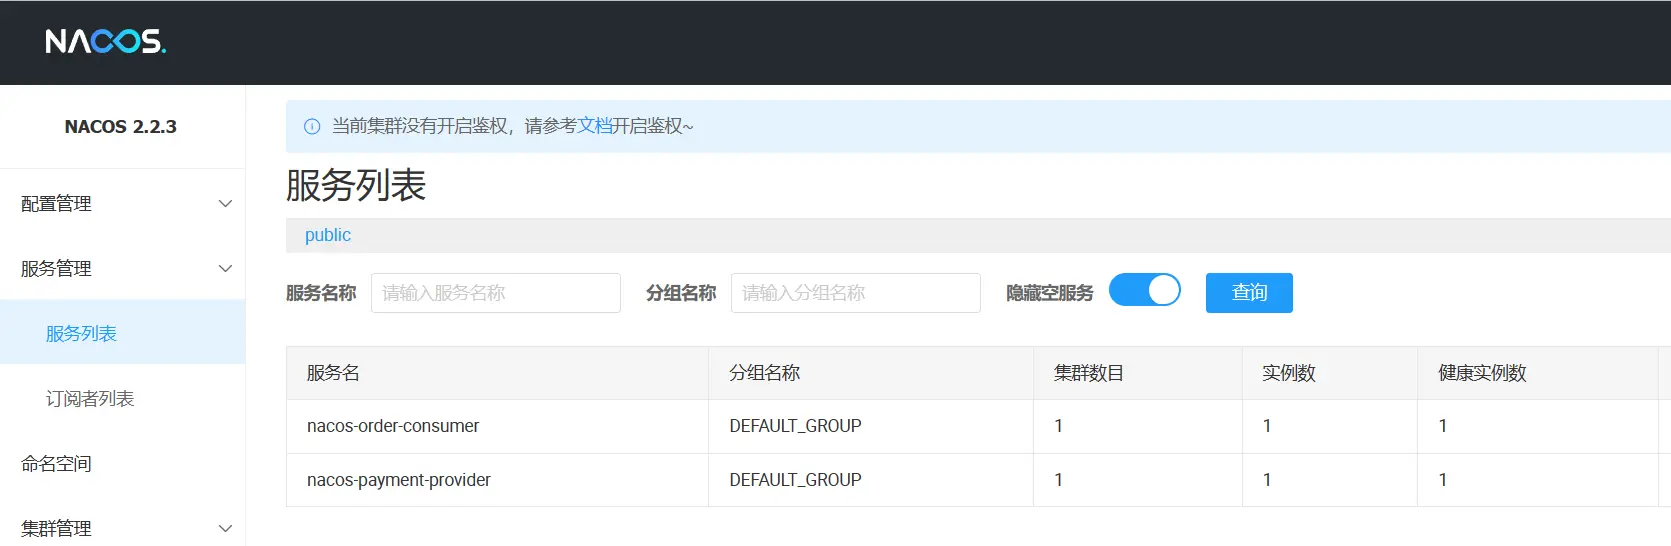 NACOS.
NACOS 2.2.3
配置管理
服务管理
服务列表
订阅者列表
命名空间
集群管理
当前集群没有开启鉴权，请参考文档开启鉴权~
服务列表
public
服务名称 请输入服务名称 分组名称 请输入分组名称 隐藏空服务 查询
服务名 分组名称 集群数目 实例数 健康实例数
nacos-order-consumer DEFAULT_GROUP 1 1 1
nacos-payment-provider DEFAULT_GROUP 1 1 1